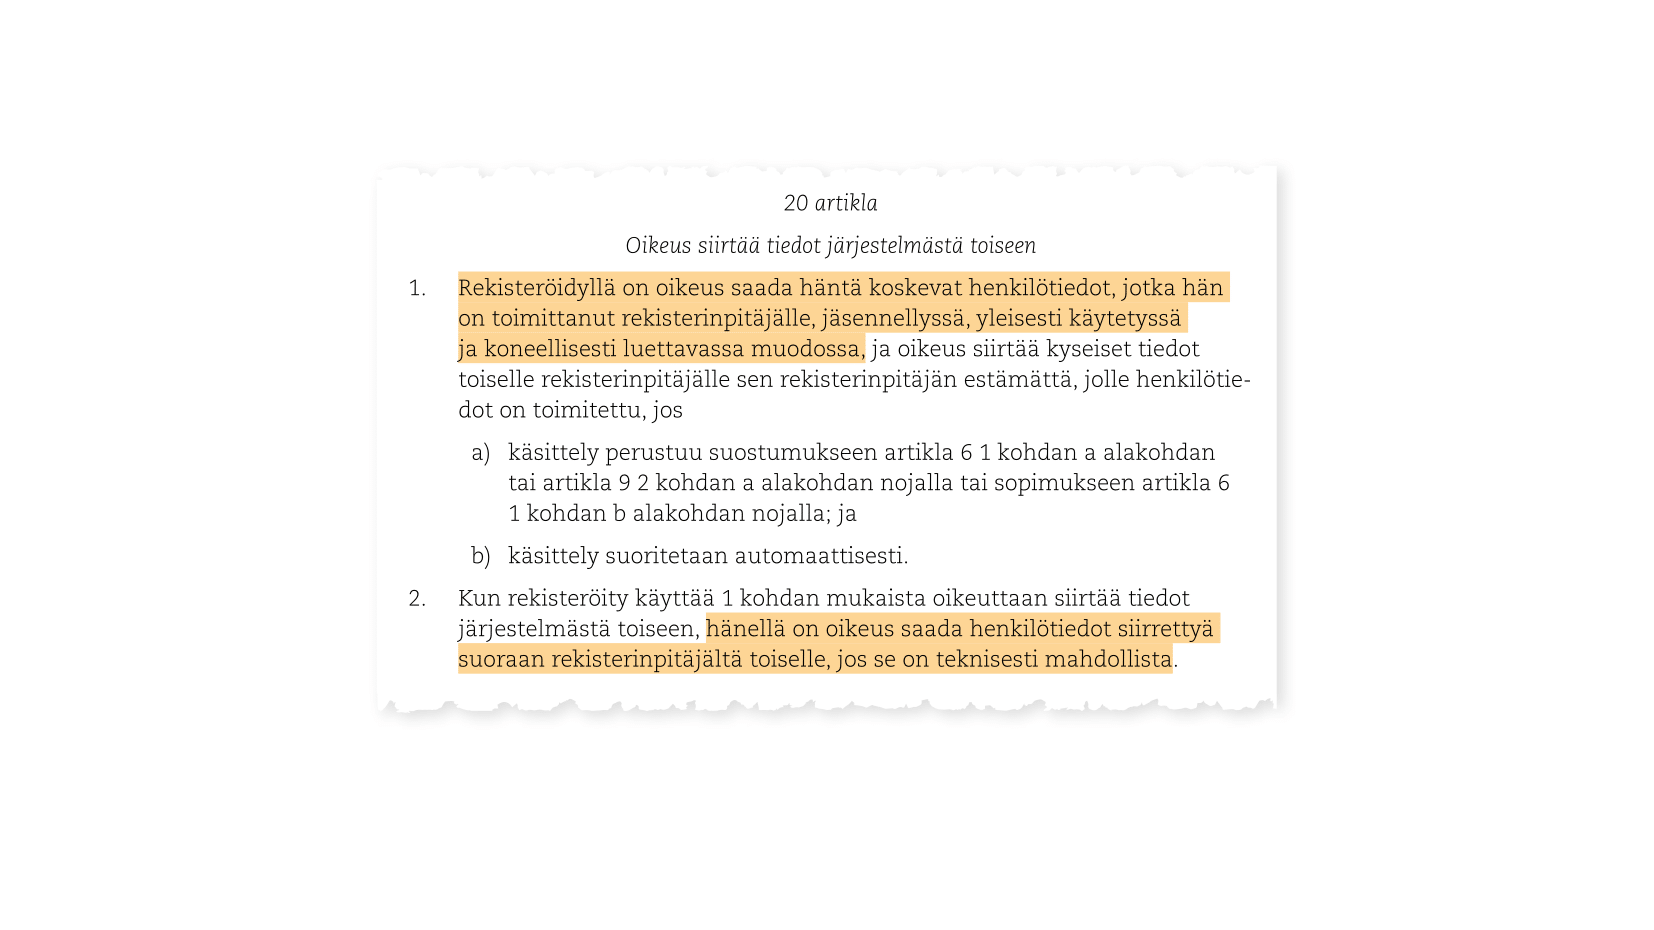 20 artikla
Oikeus siirtää tiedot järjestelmästä toiseen
1. Rekisteröidyllä on oikeus saada häntä koskevat henkilötiedot, jotka hän
on toimittanut rekisterinpitäjälle, jäsennellyssä, yleisesti käytetyssä
ja koneellisesti luettavassa muodossa, ja oikeus siirtää kyseiset tiedot
toiselle rekisterinpitäjälle sen rekisterinpitäjän estämättä, jolle henkilötie-
dot on toimitettu, jos
a) käsittely perustuu suostumukseen artikla 6 1 kohdan a alakohdan
tai artikla 9 2 kohdan a alakohdan nojalla tai sopimukseen artikla 6
1 kohdan b alakohdan nojalla; ja
b) käsittely suoritetaan automaattisesti.
2. Kun rekisteröity käyttää 1 kohdan mukaista oikeuttaan siirtää tiedot
järjestelmästä toiseen, hänellä on oikeus saada henkilötiedot siirrettyä
suoraan rekisterinpitäjältä toiselle, jos se on teknisesti mahdollista.